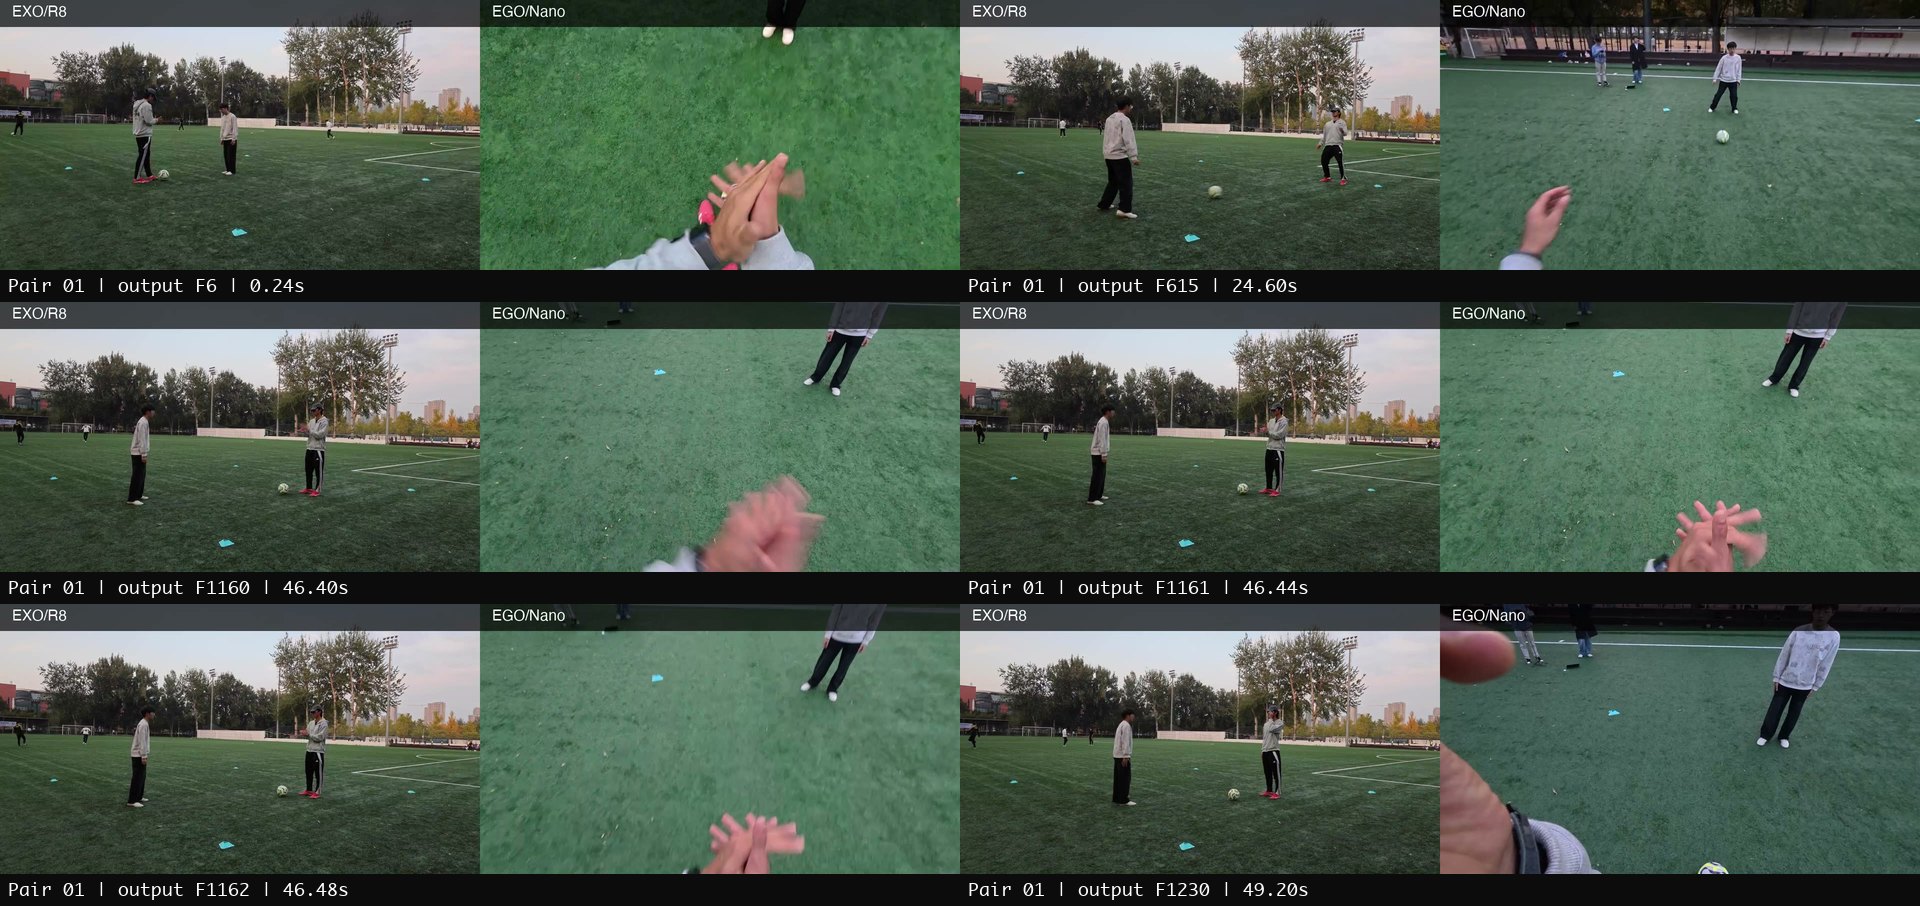 EXO/R8
EGO/Nano
EXO/R8
EGO/Nano
Pair 01 | output F6 | 0.24s
Pair 01 | output F615 | 24.60s
EXO/R8
EGO/Nano
EXO/R8
EGO/Nano
Pair 01 | output F1160 | 46.40s
Pair 01 | output F1161 | 46.44s
EXO/R8
EGO/Nano
EXO/R8
EGO/Nano
Pair 01 | output F1162 | 46.48s
Pair 01 | output F1230 | 49.20s